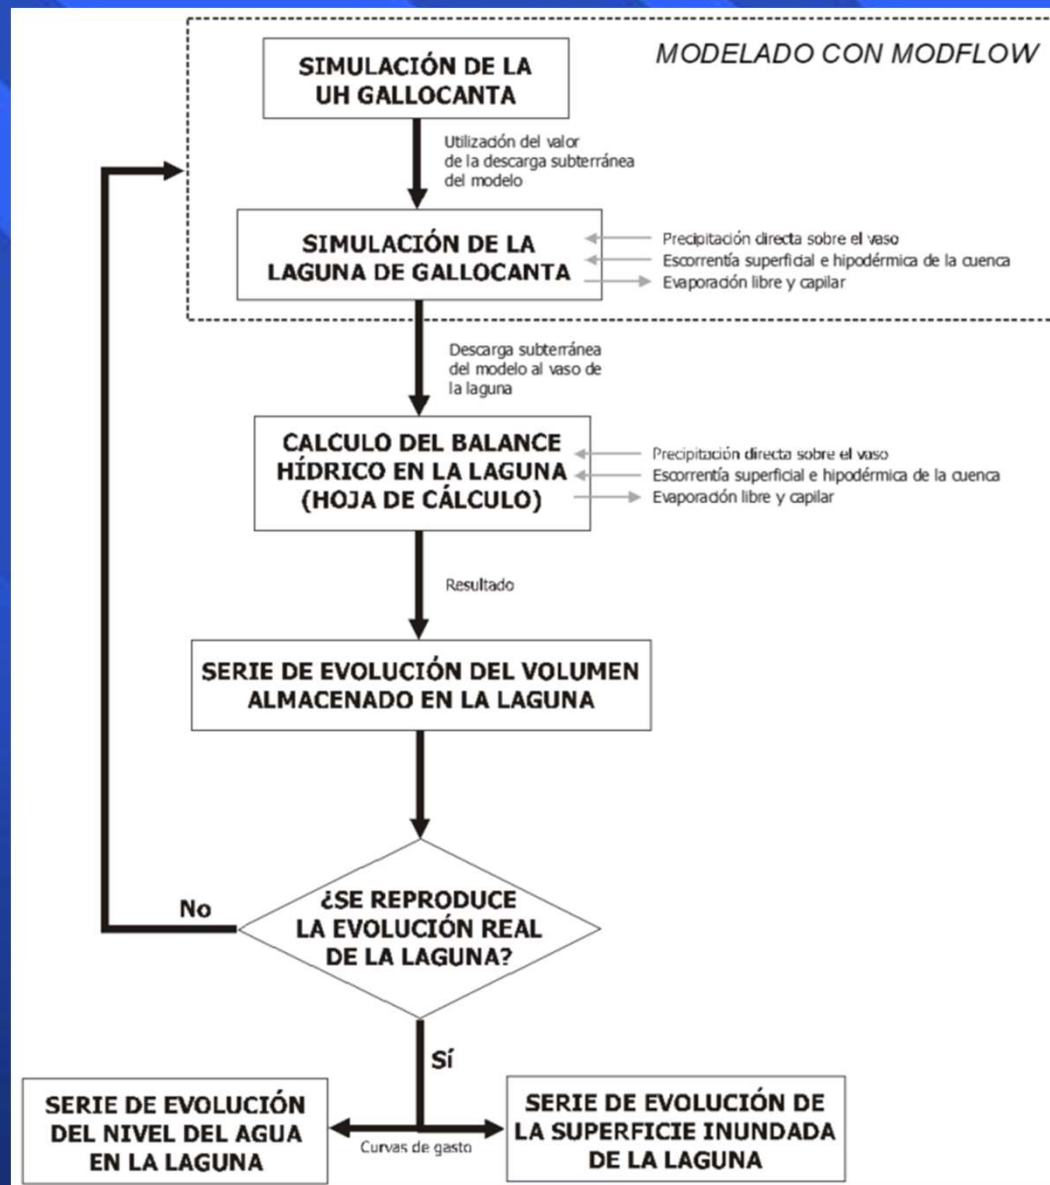 MODELADO CON MODFLOW
SIMULACIÓN DE LA
UH GALLOCANTA
Utilización del valor
de la descarga subterránea
del modelo
SIMULACIÓN DE LA
LAGUNA DE GALLOCANTA
Precipitación directa sobre el vaso
Escorrentía superficial e hipodérmica de la cuenca
Evaporación libre y capilar
Descarga subterránea
del modelo al vaso de
la laguna
CALCULO DEL BALANCE
HÍDRICO EN LA LAGUNA
(HOJA DE CÁLCULO)
Precipitación directa sobre el vaso
Escorrentía superficial e hipodérmica de la cuenca
Evaporación libre y capilar
Resultado
SERIE DE EVOLUCIÓN DEL VOLUMEN
ALMACENADO EN LA LAGUNA
¿SE REPRODUCE
LA EVOLUCIÓN REAL
DE LA LAGUNA?
No
Sí
SERIE DE EVOLUCIÓN
DEL NIVEL DEL AGUA
EN LA LAGUNA
Curvas de gasto
SERIE DE EVOLUCIÓN DE
LA SUPERFICIE INUNDADA
DE LA LAGUNA